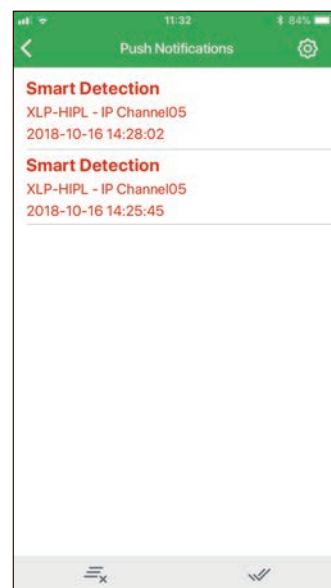 11:32
84%
Push Notifications
Smart Detection
XLP-HIPL - IP Channel05
2018-10-16 14:28:02
Smart Detection
XLP-HIPL - IP Channel05
2018-10-16 14:25:45